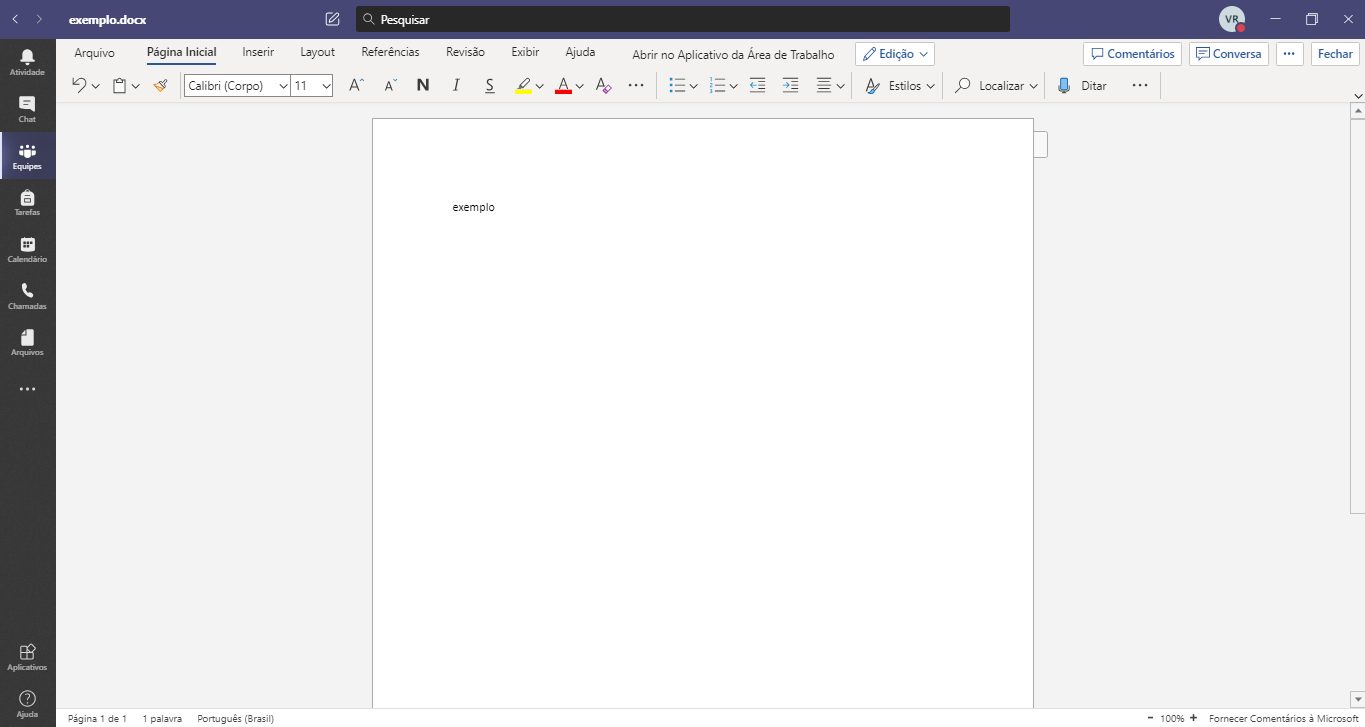 exemplo.docx
Pesquisar
VR
Atividade
Chat
Equipes
Tarefas
Calendário
Chamadas
Arquivos
Aplicativos
Ajuda
Arquivo Página Inicial Inserir Layout Referências Revisão Exibir Ajuda Abrir no Aplicativo da Área de Trabalho Edição Comentários Conversa Fechar
Calibri (Corpo) 11 A A N I S A A Estilos Localizar Ditar
exemplo
Página 1 de 1 1 palavra Português (Brasil) - 100% + Fornecer Comentários à Microsoft